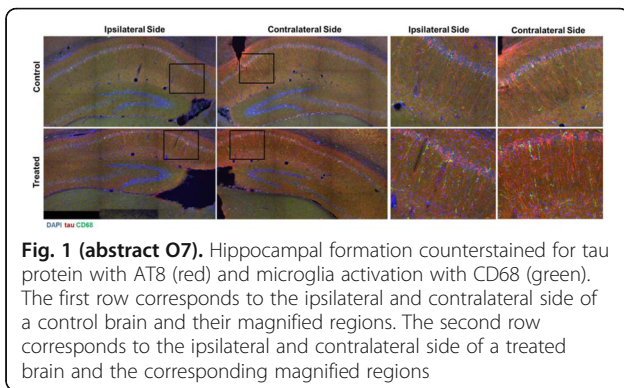 Ipsilateral Side Contralateral Side Ipsilateral Side Contralateral Side
Control
Treated
DAPI tau CD68
Fig. 1 (abstract O7). Hippocampal formation counterstained for tau
protein with AT8 (red) and microglia activation with CD68 (green).
The first row corresponds to the ipsilateral and contralateral side of
a control brain and their magnified regions. The second row
corresponds to the ipsilateral and contralateral side of a treated
brain and the corresponding magnified regions